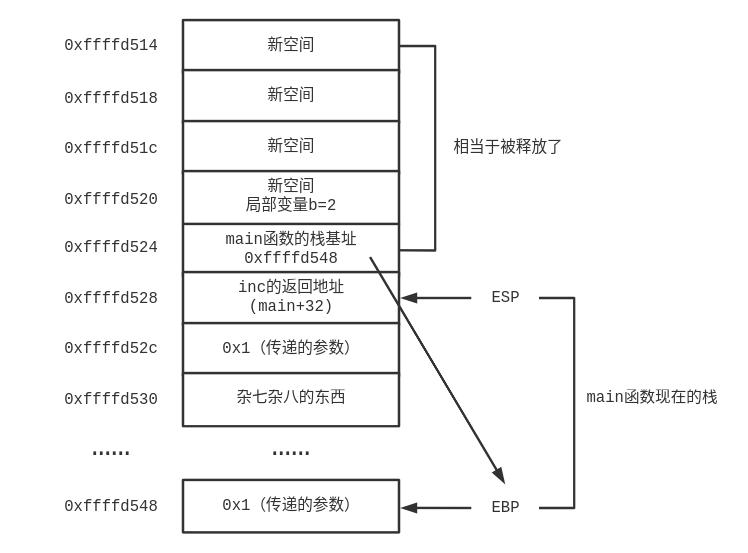 0xffffd514
新空间
0xffffd518
新空间
0xffffd51c
新空间
相当于被释放了
0xffffd520
新空间
局部变量b=2
0xffffd524
main函数的栈基址
0xffffd548
0xffffd528
inc的返回地址
(main+32)
ESP
0xffffd52c
0x1（传递的参数）
0xffffd530
杂七杂八的东西
main函数现在的栈
……
……
0xffffd548
0x1（传递的参数）
EBP